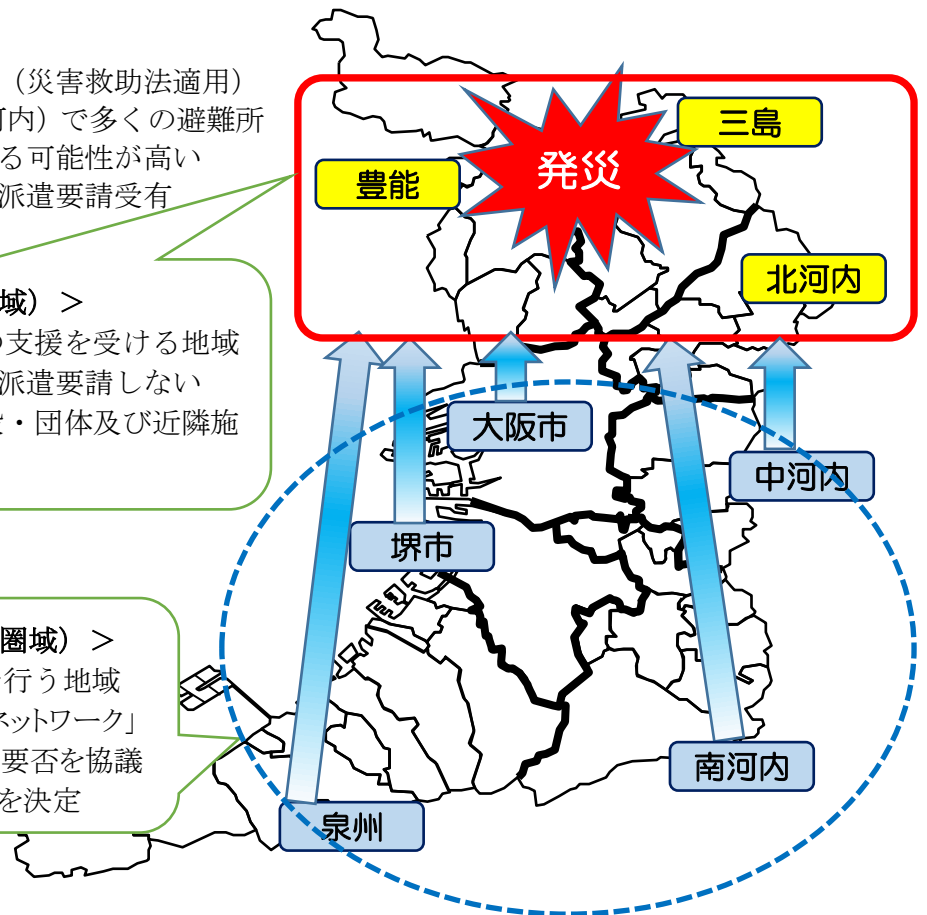 （災害救助法適用）
河内）で多くの避難所
る可能性が高い
派遣要請受有
域）＞
支援を受ける地域
派遣要請しない
・団体及び近隣施
圏域）＞
行う地域
ネットワーク」
要否を協議
を決定
発災
三島
豊能
北河内
大阪市
中河内
堺市
南河内
泉州